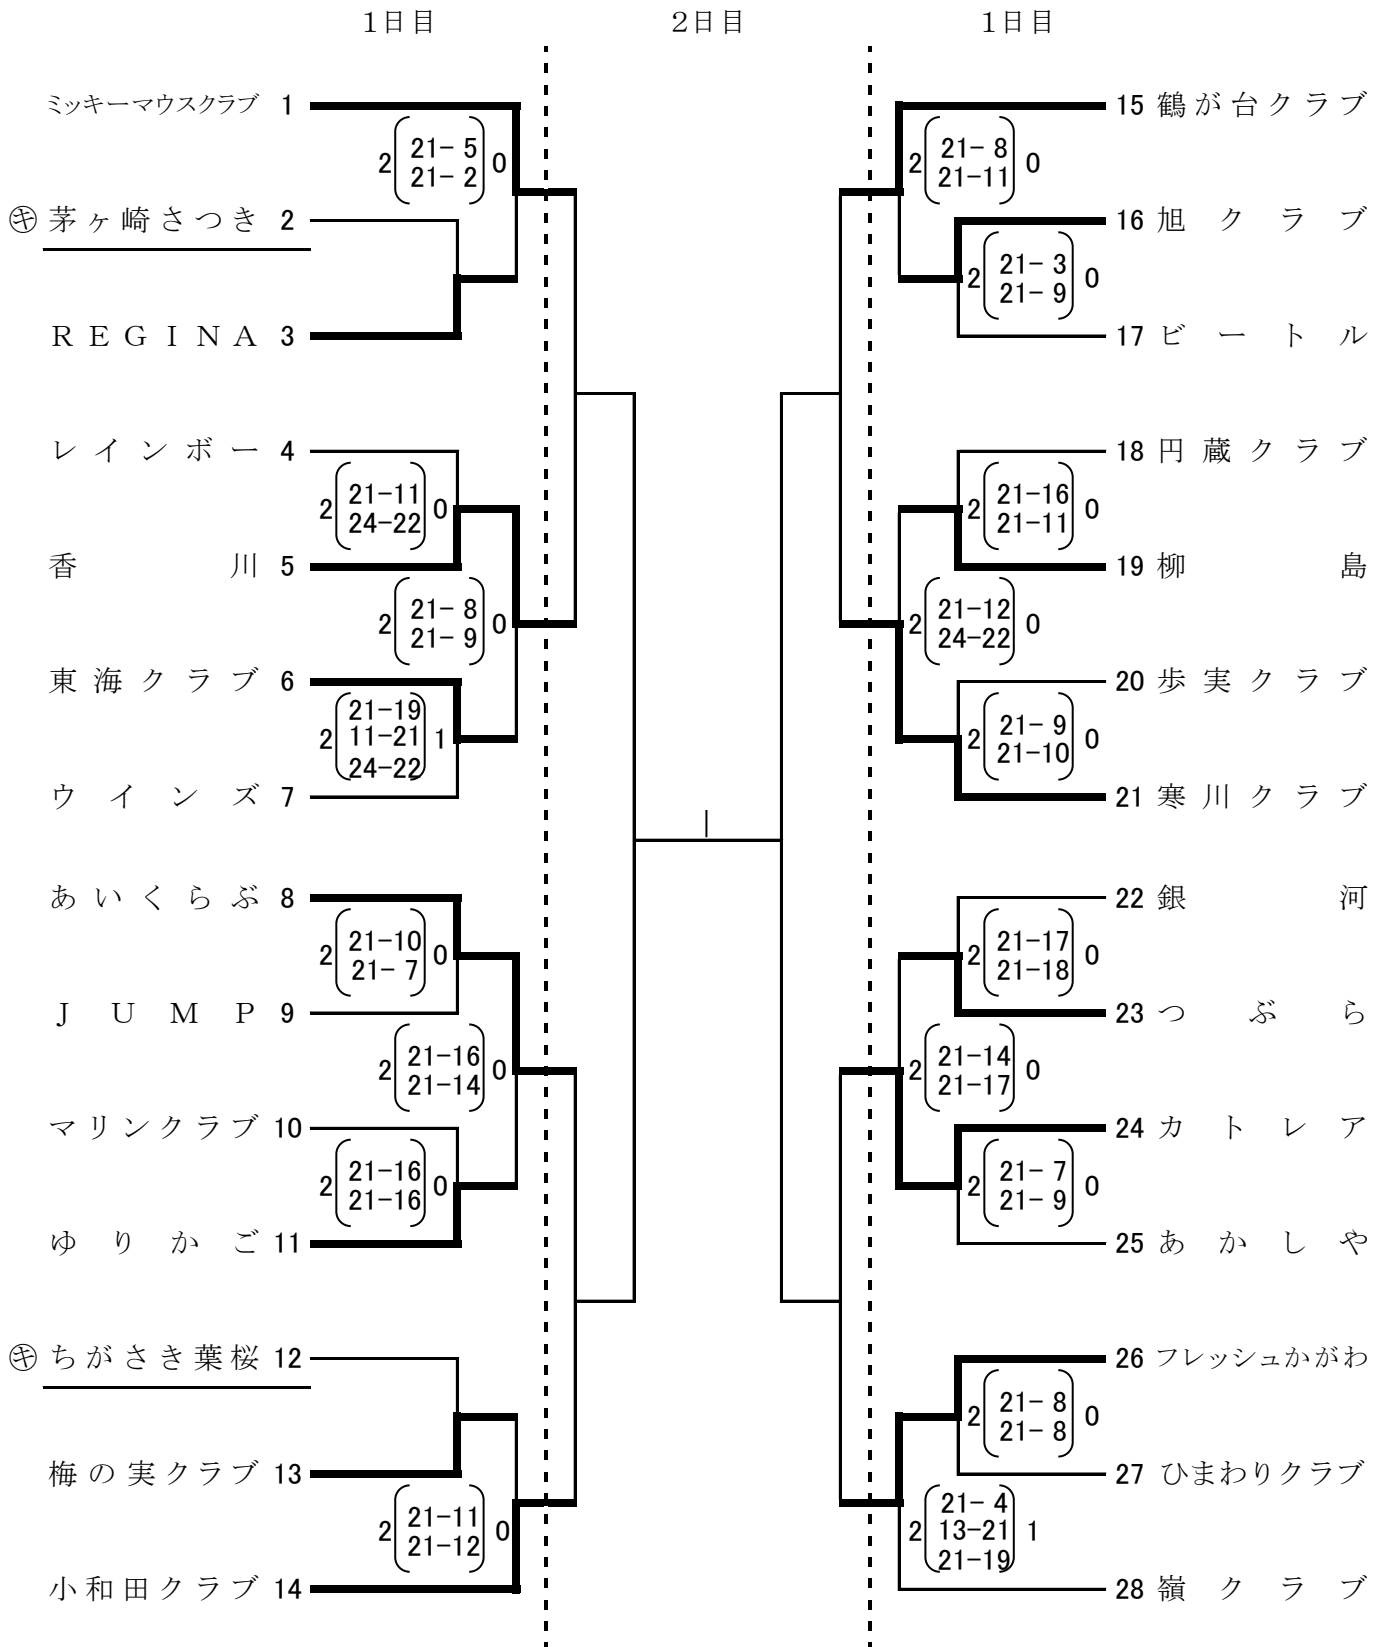 1日目 2日目 1日目
ミッキーマウスクラブ 1
2 21- 5 0
21- 2
㋖ 茅ヶ崎さつき 2
REGINA 3
レインボー 4
2 21-11 0
24-22
香川 5
2 21- 8 0
21- 9
東海クラブ 6
21-19
2 11-21 1
24-22
ウインズ 7
あいくらぶ 8
2 21-10 0
21- 7
JUMP 9
2 21-16 0
21-14
マリンクラブ 10
2 21-16 0
21-16
ゆりかご 11
㋖ ちがさき葉桜 12
梅の実クラブ 13
2 21-11 0
21-12
小和田クラブ 14
15 鶴が台クラブ
2 21- 8 0
21-11
16 旭クラブ
2 21- 3 0
21- 9
17 ビートル
18 円蔵クラブ
2 21-16 0
21-11
19 柳島
2 21-12 0
24-22
20 歩実クラブ
2 21- 9 0
21-10
21 寒川クラブ
22 銀河
2 21-17 0
21-18
23 つぶら
2 21-14 0
21-17
24 カトレア
2 21- 7 0
21- 9
25 あかしや
26 フレッシュかがわ
2 21- 8 0
21- 8
27 ひまわりクラブ
21- 4
2 13-21 1
21-19
28 嶺クラブ